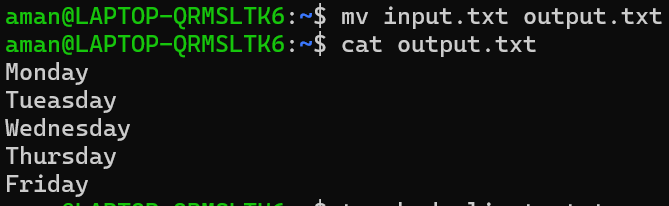 aman@LAPTOP-QRMSLTK6:~$ mv input.txt output.txt
aman@LAPTOP-QRMSLTK6:~$ cat output.txt
Monday
Tueasday
Wednesday
Thursday
Friday